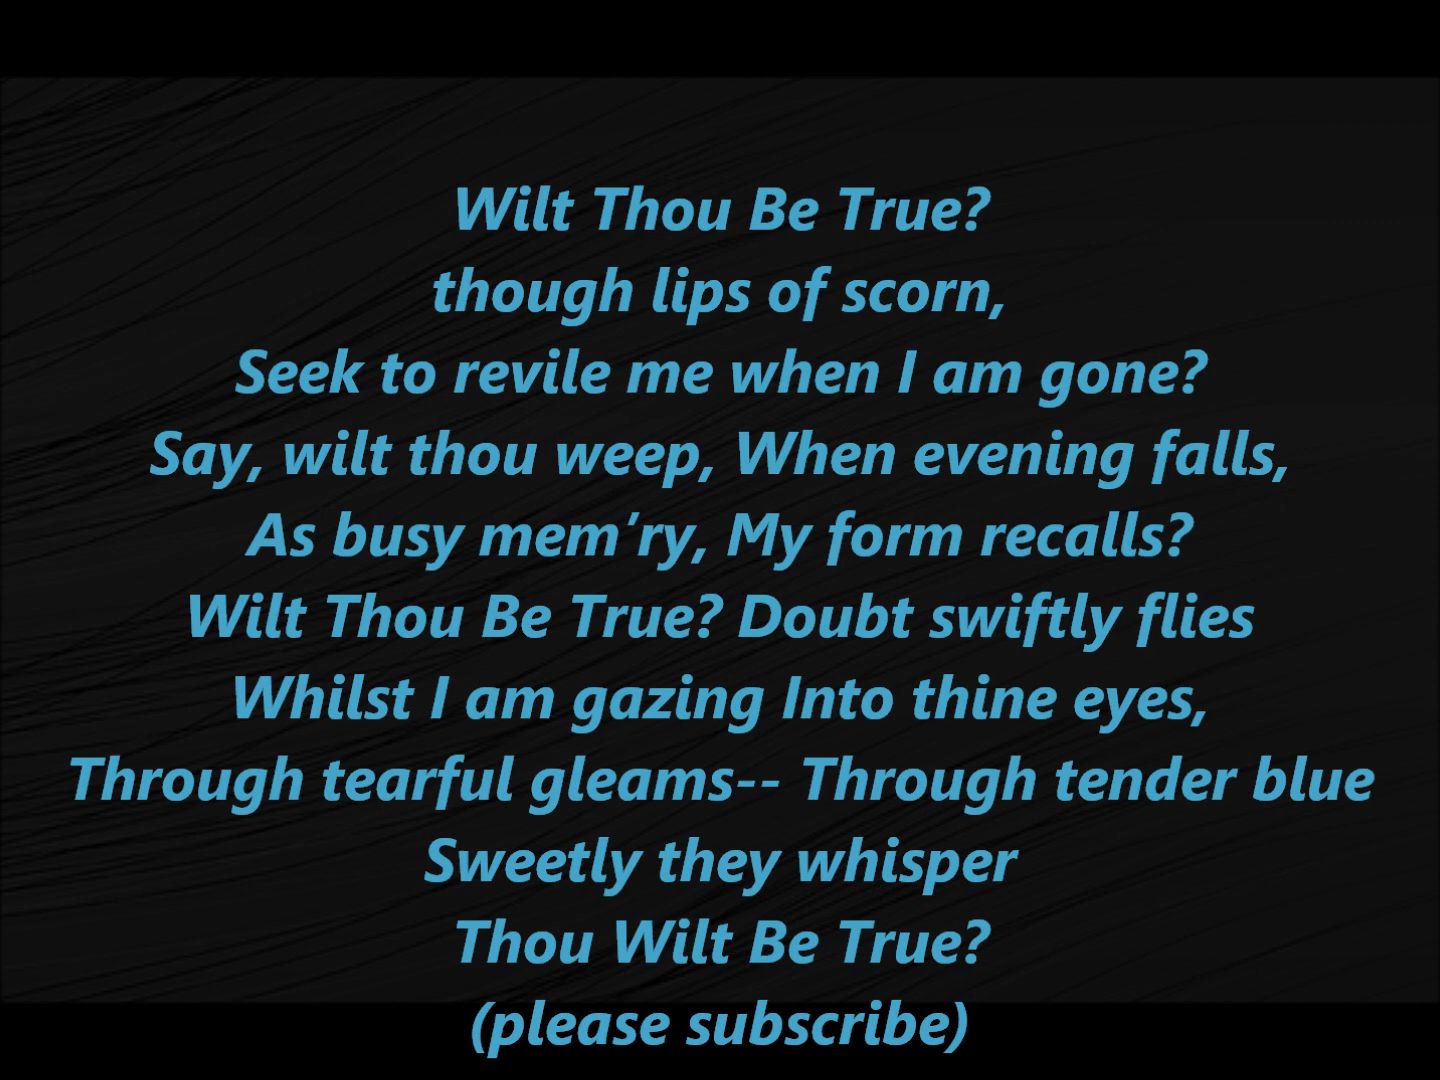 Wilt Thou Be True?
though lips of scorn,
Seek to revile me when I am gone?
Say, wilt thou weep, When evening falls,
As busy mem’ry, My form recalls?
Wilt Thou Be True? Doubt swiftly flies
Whilst I am gazing Into thine eyes,
Through tearful gleams-- Through tender blue
Sweetly they whisper
Thou Wilt Be True?
(please subscribe)